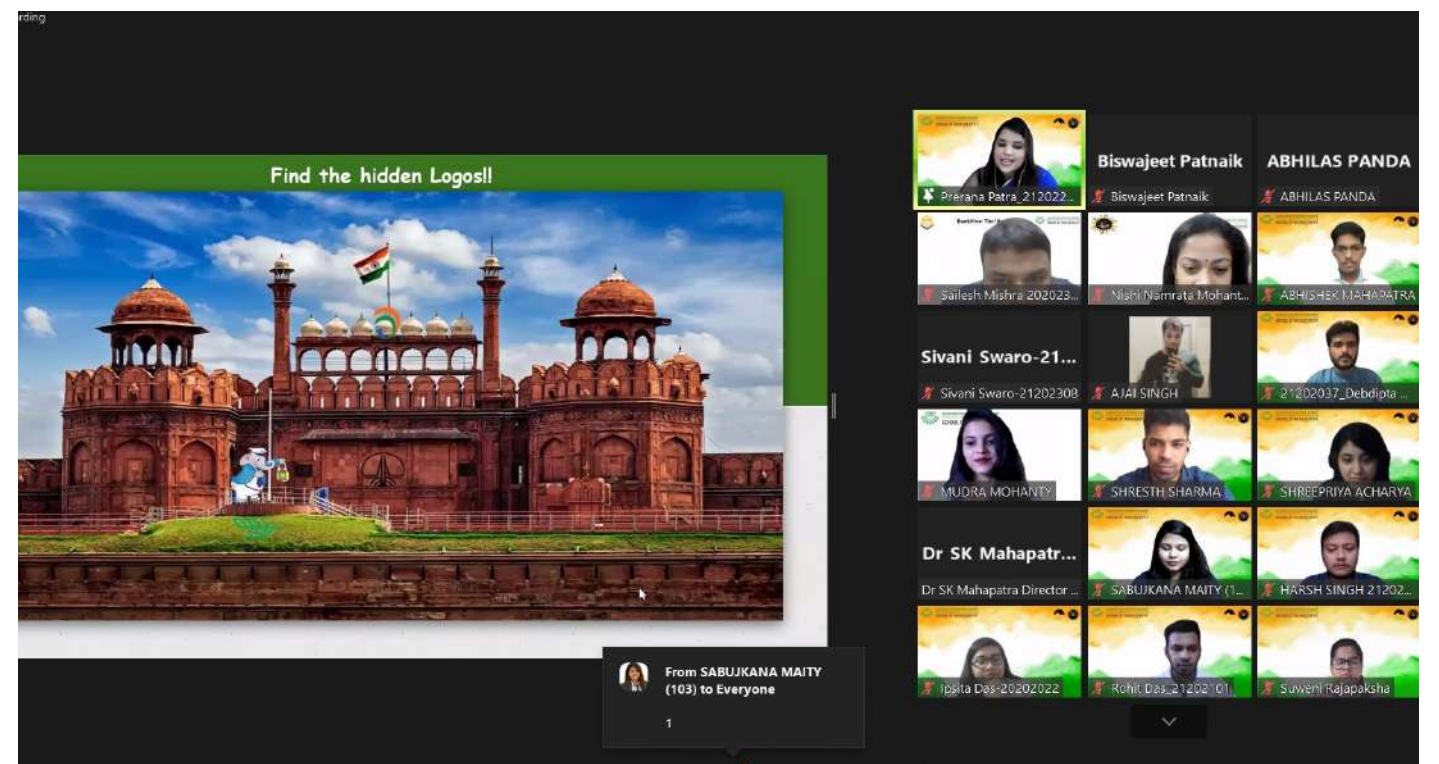 rding
Find the hidden Logos!!
Prerana Patra_212022...
Biswajeet Patnaik
Biswajeet Patnaik
ABHILAS PANDA
ABHILAS PANDA
Sailesh Mishra 202023...
Nishi Namrata Mohant...
ABHISHEK MAHAPATRA
Sivani Swaro-21...
Sivani Swaro-21202308
AJAI SINGH
21202037_Debdipta ...
MUDRA MOHANTY
SHRESTH SHARMA
SHREEPRIYA ACHARYA
Dr SK Mahapatr...
Dr SK Mahapatra Director ...
SABUJKANA MAITY (1...
HARSH SINGH 21202...
Ipsita Das-20202022
Rohit Das_21202101
Suweni Rajapaksha
From SABUJKANA MAITY
(103) to Everyone
1